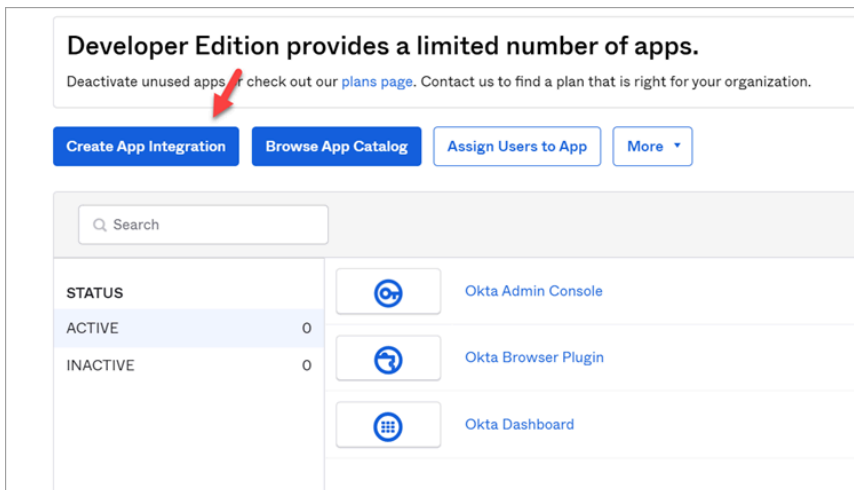 Developer Edition provides a limited number of apps.
Deactivate unused apps or check out our plans page. Contact us to find a plan that is right for your organization.
Create App Integration
Browse App Catalog
Assign Users to App
More
Search
STATUS
ACTIVE 0
INACTIVE 0
Okta Admin Console
Okta Browser Plugin
Okta Dashboard